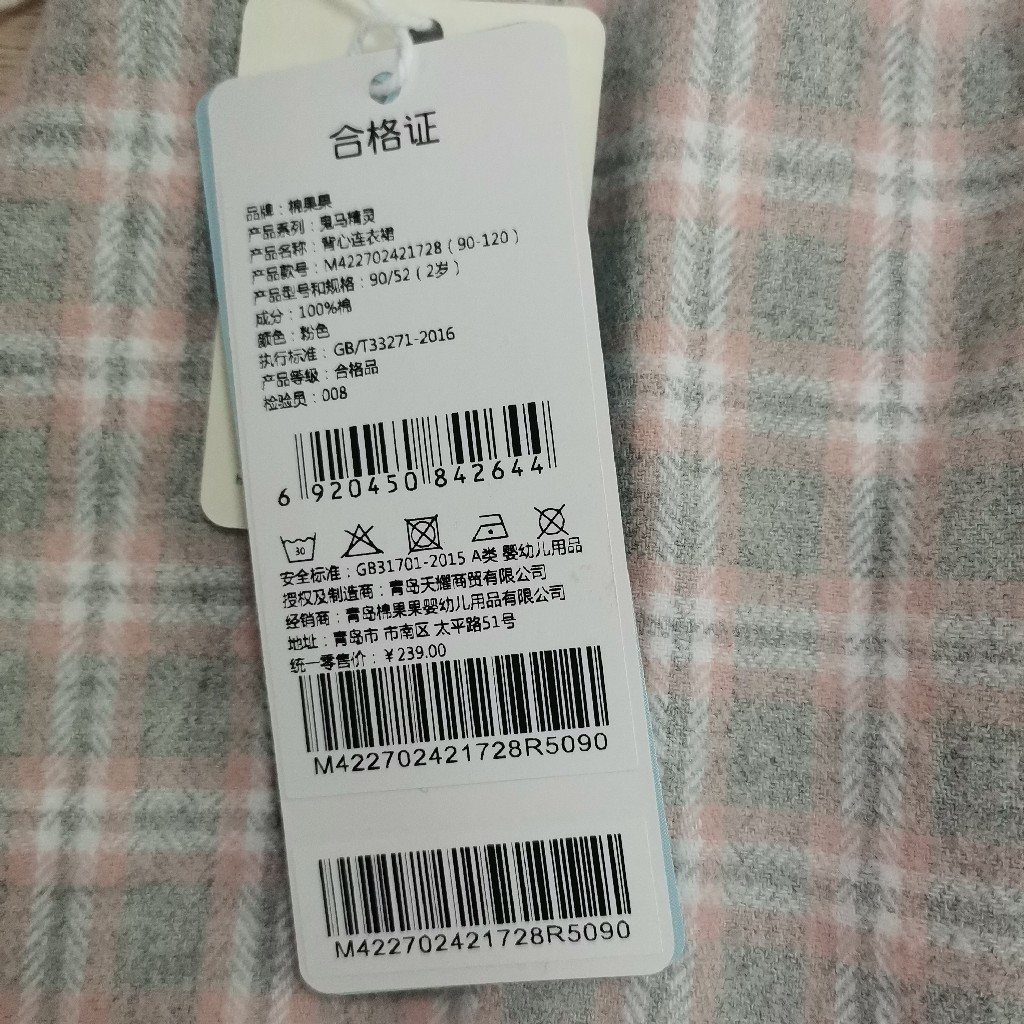 合格证
品牌：棉果果
产品系列：鬼马精灵
产品名称：背心连衣裙
产品款号：M422702421728（90-120）
产品型号和规格：90/52（2岁）
成分：100%棉
颜色：粉色
执行标准：GB/T33271-2016
产品等级：合格品
检验员：008
6 920450 842644
30
安全标准：GB31701-2015 A类 婴幼儿用品
授权及制造商：青岛天耀商贸有限公司
经销商：青岛棉果果婴幼儿用品有限公司
地址：青岛市 市南区 太平路51号
统一零售价：¥239.00
M422702421728R5090
M422702421728R5090